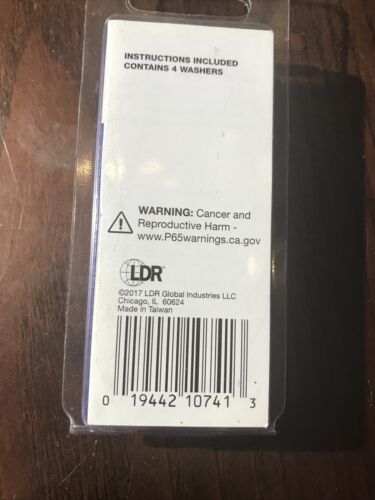 INSTRUCTIONS INCLUDED
CONTAINS 4 WASHERS
WARNING: Cancer and
Reproductive Harm -
www.P65warnings.ca.gov
LDR
©2017 LDR Global Industries LLC
Chicago, IL 60624
Made in Taiwan
0 19442 10741 3